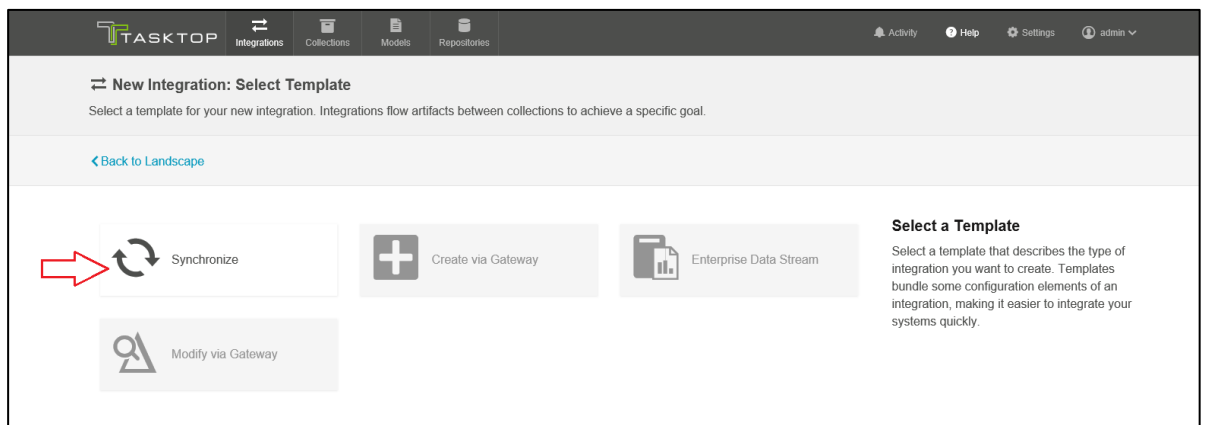 TASKTOP
Integrations
Collections
Models
Repositories
Activity
Help
Settings
admin
New Integration: Select Template
Select a template for your new integration. Integrations flow artifacts between collections to achieve a specific goal.
Back to Landscape
Synchronize
Create via Gateway
Enterprise Data Stream
Modify via Gateway
Select a Template
Select a template that describes the type of
integration you want to create. Templates
bundle some configuration elements of an
integration, making it easier to integrate your
systems quickly.